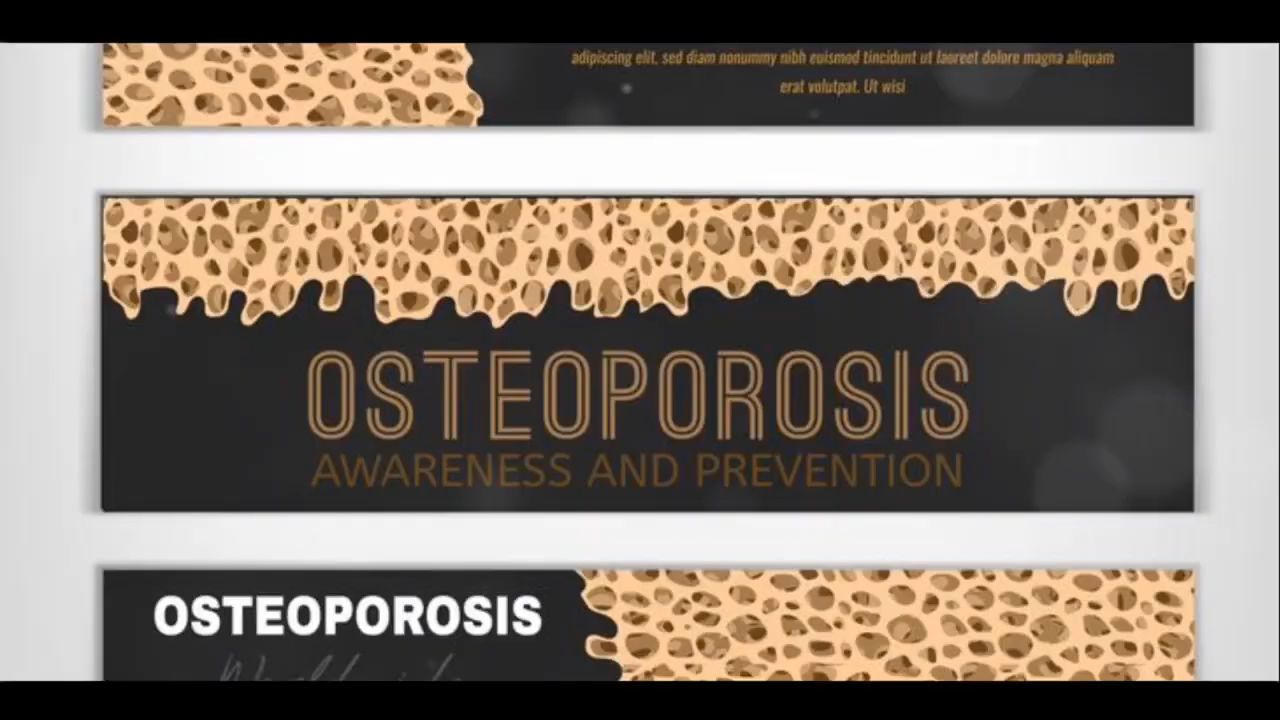 adipiscing elit, sed diam nonummy nibh euismod tincidunt ut laoreet dolore magna aliquam
erat volutpat. Ut wisi
OSTEOPOROSIS
AWARENESS AND PREVENTION
OSTEOPOROSIS